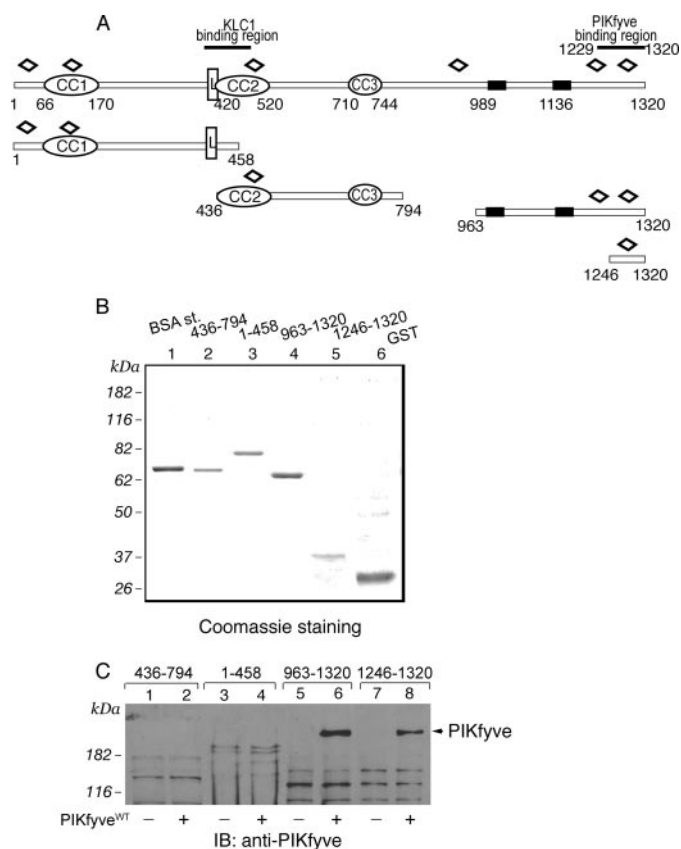 A
KLC1
binding region
PIKfyve
binding region
1229 1320
CC1 L CC2 CC3
1 66 170 420 520 710 744 989 1136 1320
CC1 L
1 458
CC2 CC3
436 794
963 1320
1246 1320
B
BSA st. 436-794 1-458 963-1320 1246-1320 GST
1 2 3 4 5 6
kDa
182
116
82
62
50
37
26
Coomassie staining
C
436-794 1-458 963-1320 1246-1320
1 2 3 4 5 6 7 8
kDa
PIKfyve
182
116
PIKfyveWT − + − + − + − +
IB: anti-PIKfyve